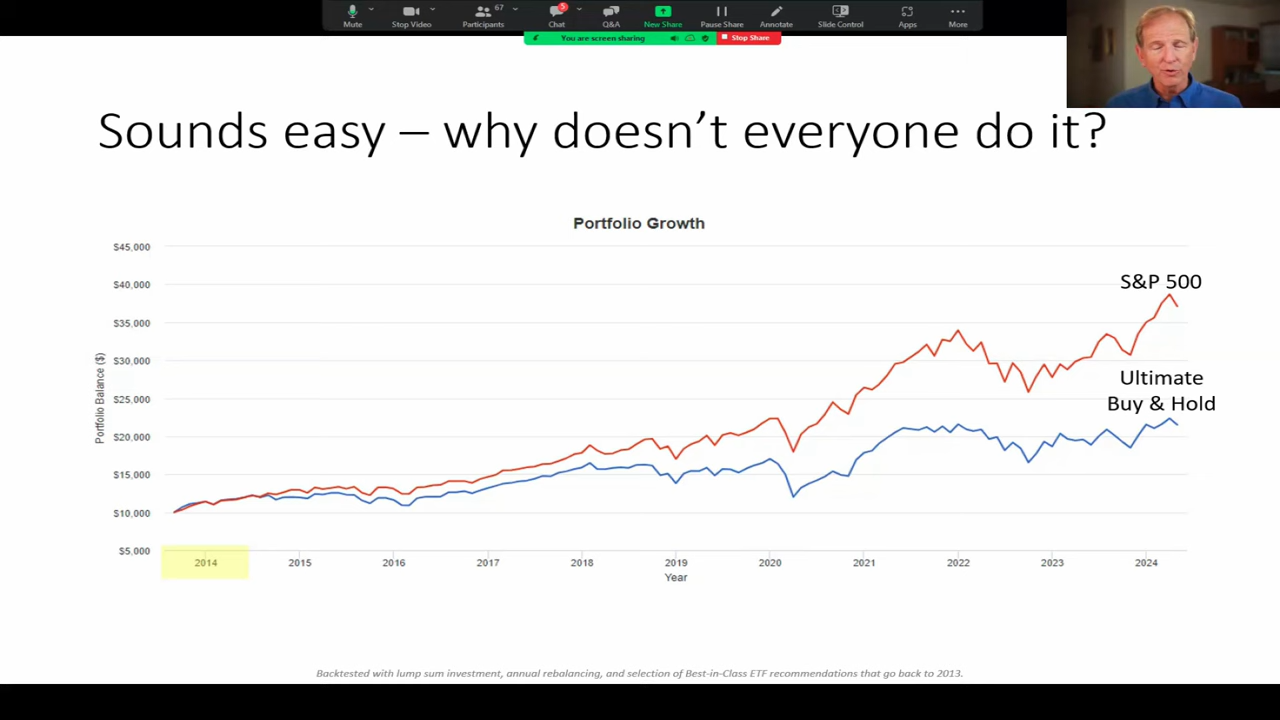 67
5
Mute
Stop Video
Participants
Chat
Q&A
New Share
Pause Share
Annotate
Slide Control
Apps
More
You are screen sharing
Stop Share
Sounds easy – why doesn't everyone do it?
Portfolio Growth
$45,000
$40,000
$35,000
$30,000
$25,000
$20,000
$15,000
$10,000
$5,000
Portfolio Balance ($)
S&P 500
Ultimate
Buy & Hold
2014
2015
2016
2017
2018
2019
2020
2021
2022
2023
2024
Year
Backtested with lump sum investment, annual rebalancing, and selection of Best-in-Class ETF recommendations that go back to 2013.